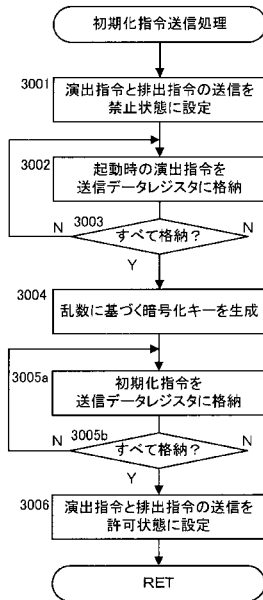 初期化指令送信処理
3001
演出指令と排出指令の送信を
禁止状態に設定
3002
起動時の演出指令を
送信データレジスタに格納
3003
N
すべて格納？
N
Y
3004
乱数に基づく暗号化キーを生成
3005a
初期化指令を
送信データレジスタに格納
3005b
N
すべて格納？
N
Y
3006
演出指令と排出指令の送信を
許可状態に設定
RET